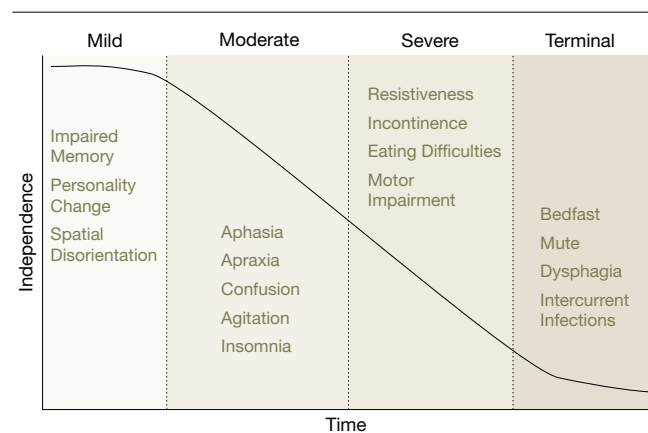 Mild
Moderate
Severe
Terminal
Independence
Impaired
Memory
Personality
Change
Spatial
Disorientation
Aphasia
Apraxia
Confusion
Agitation
Insomnia
Resistiveness
Incontinence
Eating Difficulties
Motor
Impairment
Bedfast
Mute
Dysphagia
Intercurrent
Infections
Time